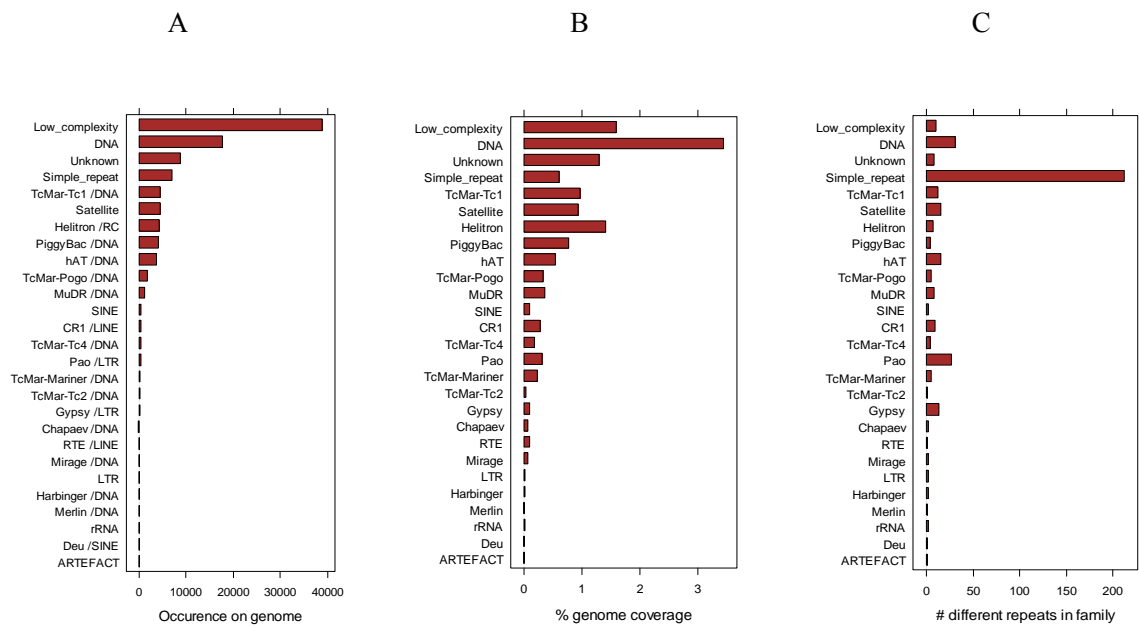 A
B
C
Low_complexity
DNA
Unknown
Simple_repeat
TcMar-Tc1 /DNA
Satellite
Helitron /RC
PiggyBac /DNA
hAT /DNA
TcMar-Pogo /DNA
MuDR /DNA
SINE
CR1 /LINE
TcMar-Tc4 /DNA
Pao /LTR
TcMar-Mariner /DNA
TcMar-Tc2 /DNA
Gypsy /LTR
Chapaev /DNA
RTE /LINE
Mirage /DNA
LTR
Harbinger /DNA
Merlin /DNA
rRNA
Deu /SINE
ARTEFACT
0 10000 20000 30000 40000
Occurence on genome
Low_complexity
DNA
Unknown
Simple_repeat
TcMar-Tc1
Satellite
Helitron
PiggyBac
hAT
TcMar-Pogo
MuDR
SINE
CR1
TcMar-Tc4
Pao
TcMar-Mariner
TcMar-Tc2
Gypsy
Chapaev
RTE
Mirage
LTR
Harbinger
Merlin
rRNA
Deu
ARTEFACT
0 1 2 3
% genome coverage
Low_complexity
DNA
Unknown
Simple_repeat
TcMar-Tc1
Satellite
Helitron
PiggyBac
hAT
TcMar-Pogo
MuDR
SINE
CR1
TcMar-Tc4
Pao
TcMar-Mariner
TcMar-Tc2
Gypsy
Chapaev
RTE
Mirage
LTR
Harbinger
Merlin
rRNA
Deu
ARTEFACT
0 50 100 150 200
# different repeats in family